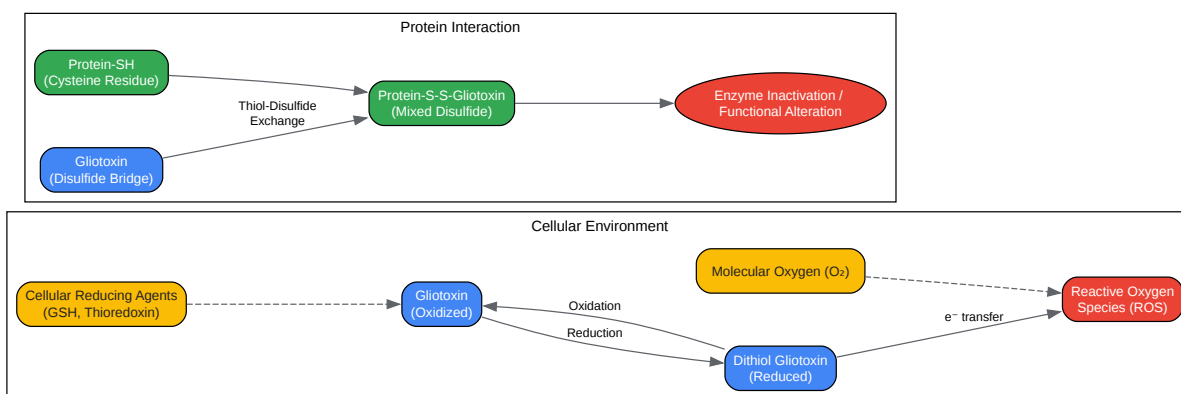 Protein Interaction
Protein-SH
(Cysteine Residue)
Thiol-Disulfide
Exchange
Gliotoxin
(Disulfide Bridge)
Protein-S-S-Gliotoxin
(Mixed Disulfide)
Enzyme Inactivation /
Functional Alteration
Cellular Environment
Cellular Reducing Agents
(GSH, Thioredoxin)
Gliotoxin
(Oxidized)
Oxidation
Reduction
Molecular Oxygen (O₂)
Dithiol Gliotoxin
(Reduced)
e⁻ transfer
Reactive Oxygen
Species (ROS)